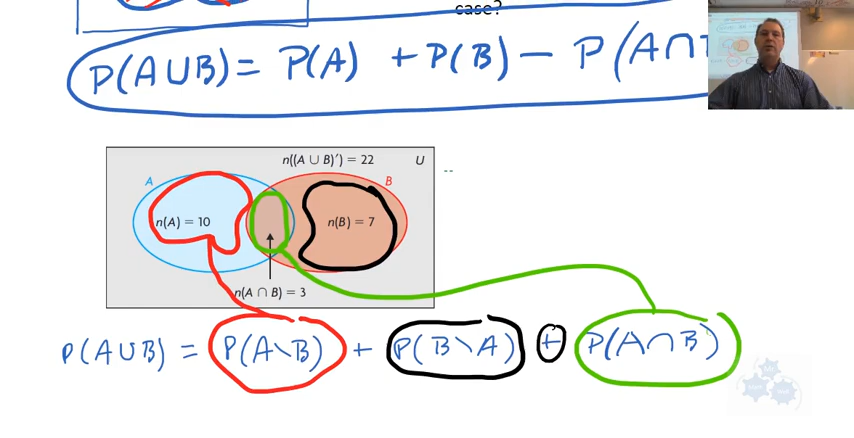 case?
P(A∪B) = P(A) + P(B) − P(A∩
n((A ∪ B)′) = 22 U
A B
n(A) = 10 n(B) = 7
n(A ∩ B) = 3
P(A∪B) = P(A\B) + P(B\A) + P(A∩B)